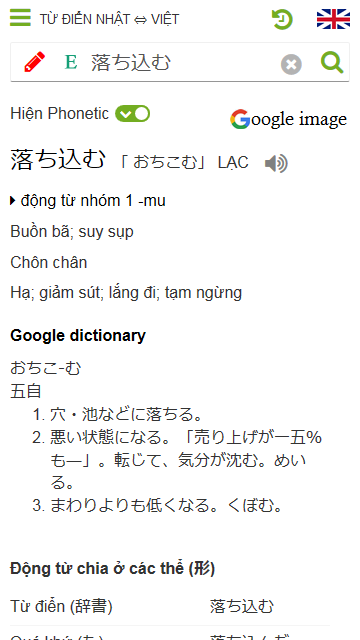 TỪ ĐIỂN NHẬT ⇔ VIỆT
E 落ち込む
Hiện Phonetic
Google image
落ち込む 「 おちこむ」 LẠC
động từ nhóm 1 -mu
Buồn bã; suy sụp
Chôn chân
Hạ; giảm sút; lắng đi; tạm ngừng
Google dictionary
おちこ-む
五自
1. 穴・池などに落ちる。
2. 悪い状態になる。「売り上げが一五%
も―」。転じて、気分が沈む。めい
る。
3. まわりよりも低くなる。くぼむ。
Động từ chia ở các thể (形)
Từ điển (辞書) 落ち込む
Quá khứ (た) 落ち込んだ